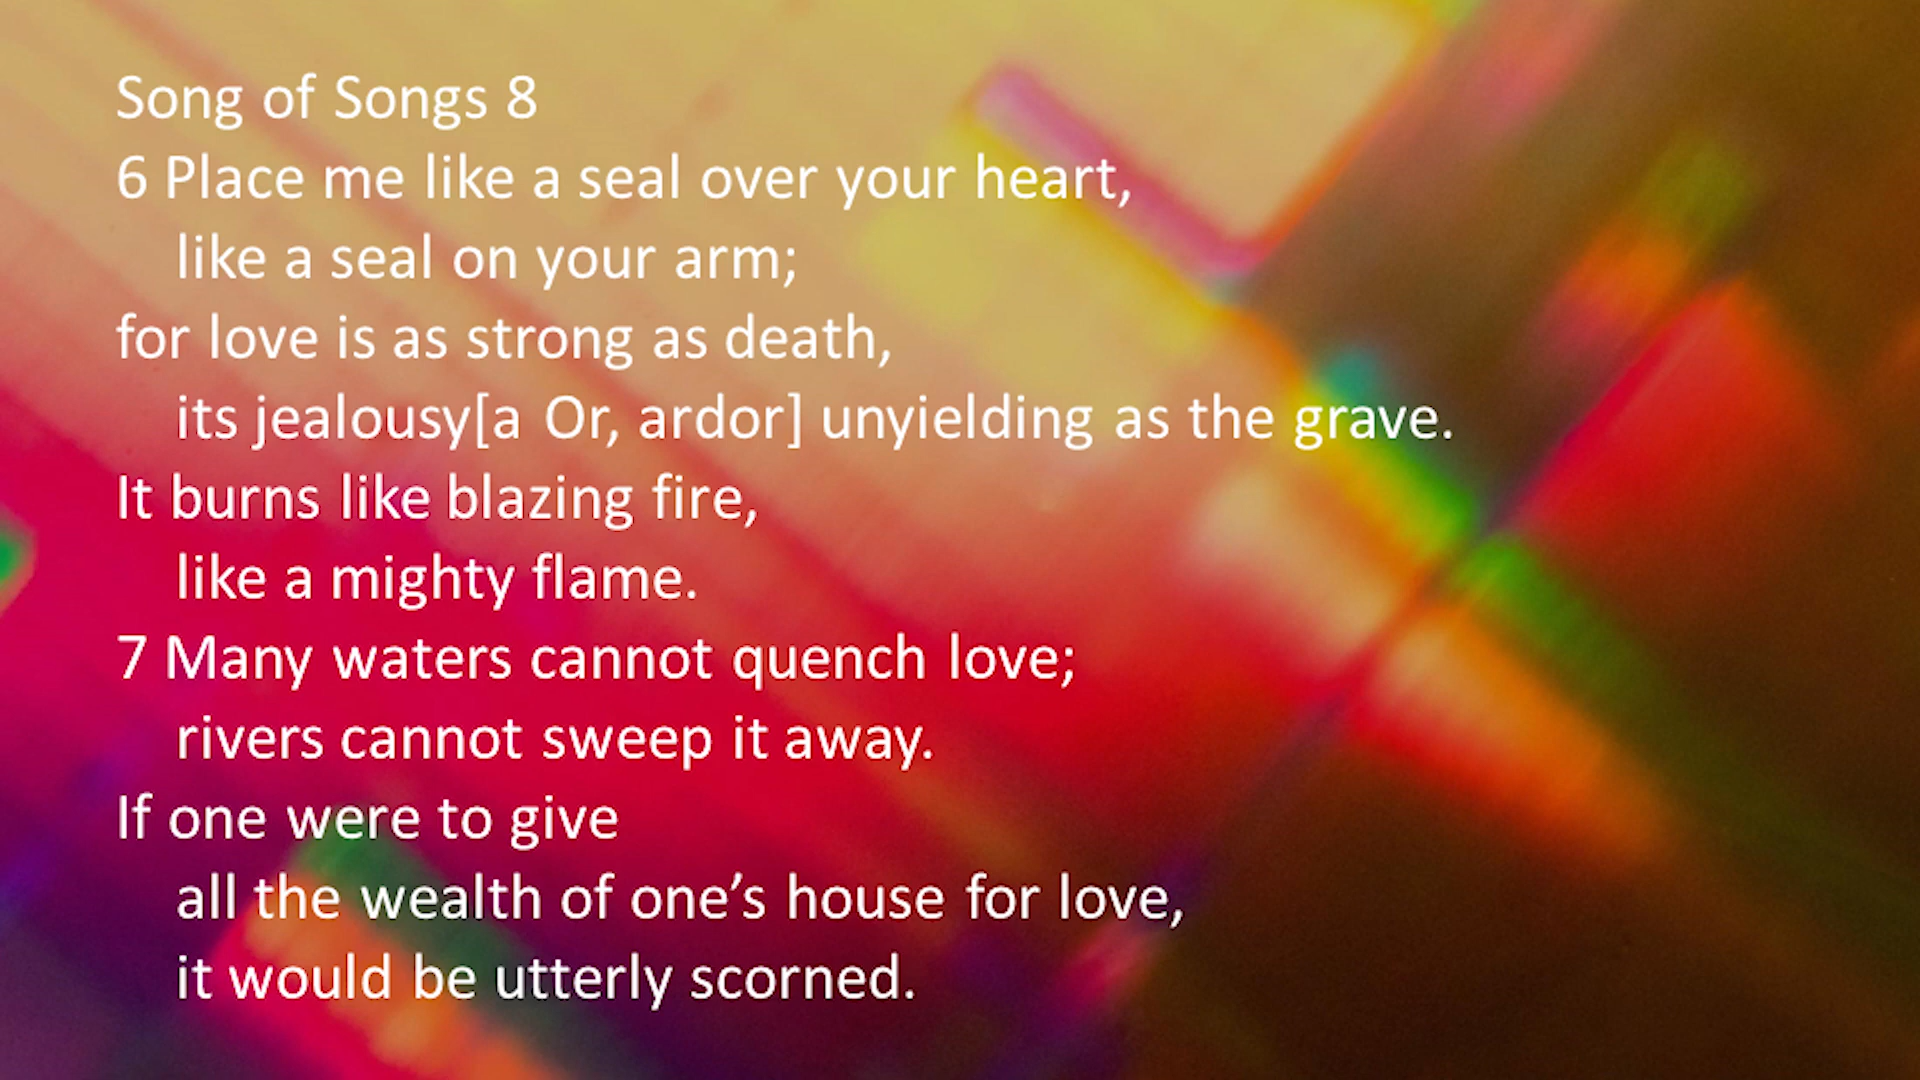 Song of Songs 8
6 Place me like a seal over your heart,
like a seal on your arm;
for love is as strong as death,
its jealousy[a Or, ardor] unyielding as the grave.
It burns like blazing fire,
like a mighty flame.
7 Many waters cannot quench love;
rivers cannot sweep it away.
If one were to give
all the wealth of one’s house for love,
it would be utterly scorned.